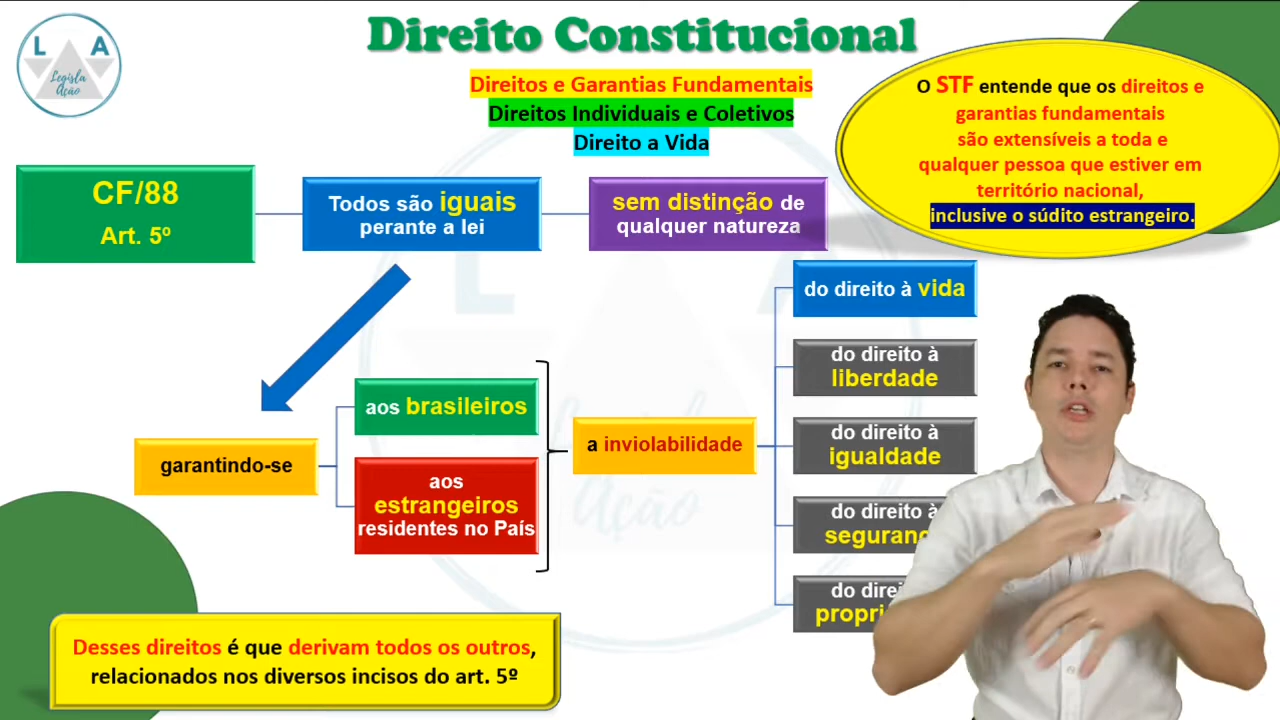 L A
Legisla
Ação
Direito Constitucional
Direitos e Garantias Fundamentais
Direitos Individuais e Coletivos
Direito a Vida
O STF entende que os direitos e
garantias fundamentais
são extensíveis a toda e
qualquer pessoa que estiver em
território nacional,
inclusive o súdito estrangeiro.
CF/88
Art. 5º
Todos são iguais
perante a lei
sem distinção de
qualquer natureza
do direito à vida
do direito à
liberdade
do direito à
igualdade
do direito à
do
aos brasileiros
garantindo-se
a inviolabilidade
aos
estrangeiros
residentes no País
L A
Ação
Desses direitos é que derivam todos os outros,
relacionados nos diversos incisos do art. 5º